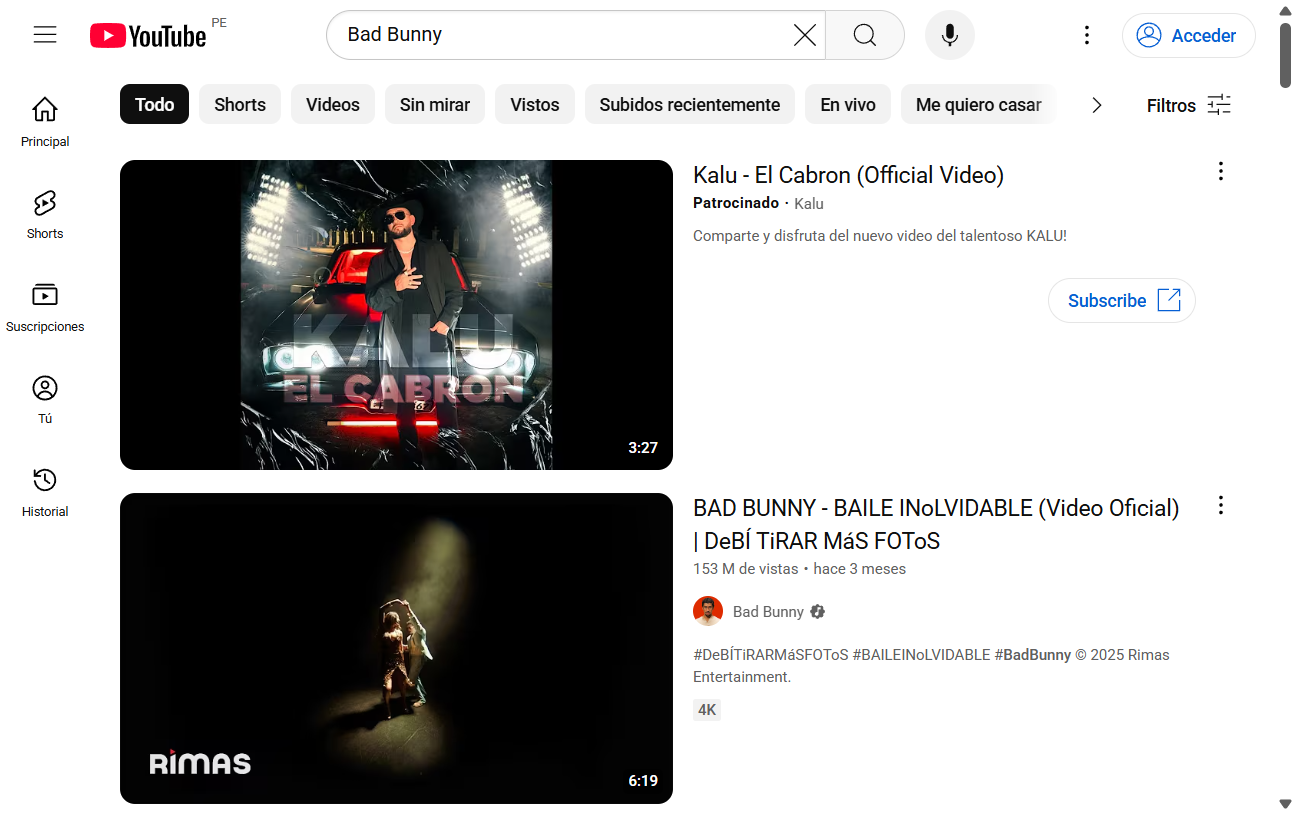 YouTube PE
Bad Bunny
Acceder
Principal
Shorts
Suscripciones
Tú
Historial
Todo
Shorts
Videos
Sin mirar
Vistos
Subidos recientemente
En vivo
Me quiero casar
Filtros
KALU
EL CABRON
3:27
Kalu - El Cabron (Official Video)
Patrocinado · Kalu
Comparte y disfruta del nuevo video del talentoso KALU!
Subscribe
RIMAS
6:19
BAD BUNNY - BAILE INoLVIDABLE (Video Oficial)
| DeBÍ TiRAR MáS FOToS
153 M de vistas • hace 3 meses
Bad Bunny
#DeBÍTiRARMáSFOToS #BAILEINoLVIDABLE #BadBunny © 2025 Rimas
Entertainment.
4K